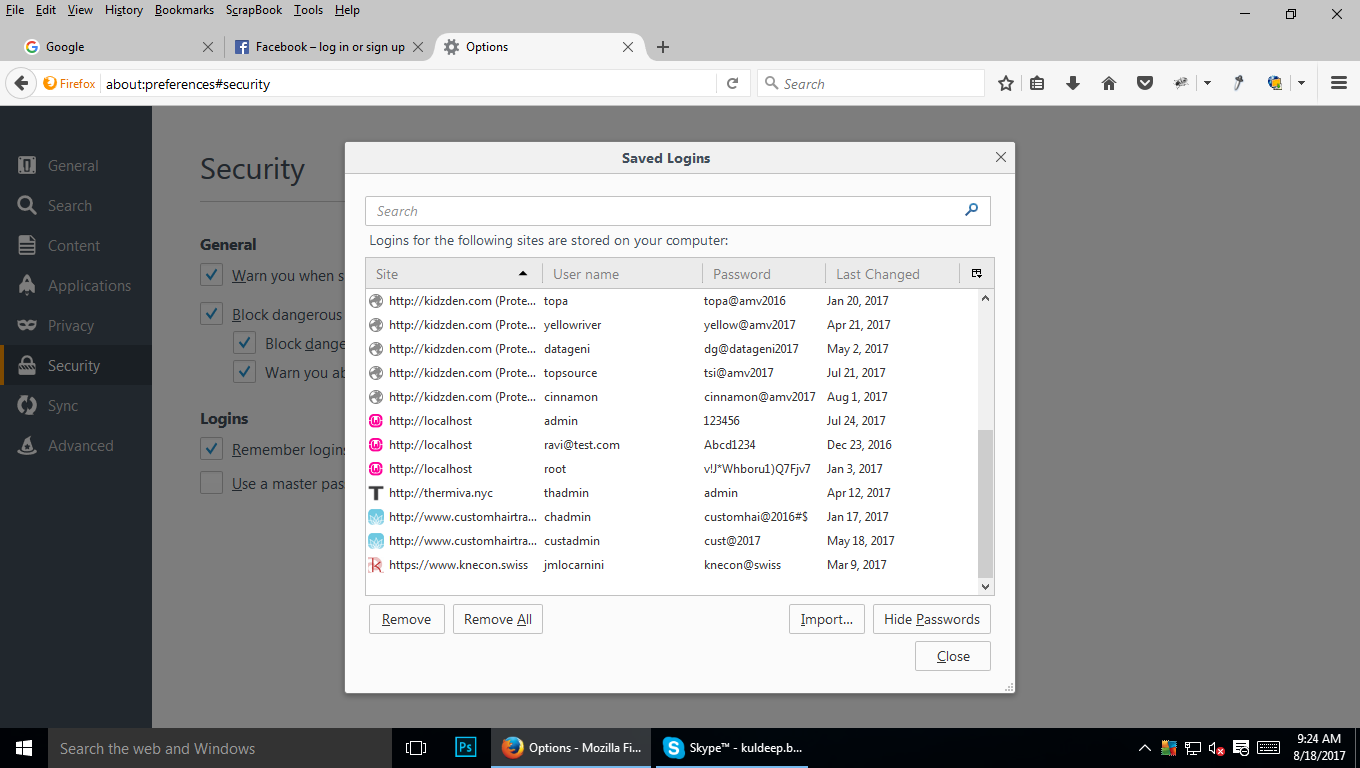 File Edit View History Bookmarks ScrapBook Tools Help
Google Facebook – log in or sign up Options
Firefox about:preferences#security Search
General
Search
Content
Applications
Privacy
Security
Sync
Advanced
Security
General
Warn you when s
Block dangerous
Block dange
Warn you ab
Logins
Remember logins
Use a master pas
Saved Logins
Search
Logins for the following sites are stored on your computer:
Site User name Password Last Changed
http://kidzden.com (Prote... topa topa@amv2016 Jan 20, 2017
http://kidzden.com (Prote... yellowriver yellow@amv2017 Apr 21, 2017
http://kidzden.com (Prote... datageni dg@datageni2017 May 2, 2017
http://kidzden.com (Prote... topsource tsi@amv2017 Jul 21, 2017
http://kidzden.com (Prote... cinnamon cinnamon@amv2017 Aug 1, 2017
http://localhost admin 123456 Jul 24, 2017
http://localhost ravi@test.com Abcd1234 Dec 23, 2016
http://localhost root v!J*Whboru1)Q7Fjv7 Jan 3, 2017
http://thermiva.nyc thadmin admin Apr 12, 2017
http://www.customhairtra... chadmin customhai@2016#$ Jan 17, 2017
http://www.customhairtra... custadmin cust@2017 May 18, 2017
https://www.knecon.swiss jmlocarnini knecon@swiss Mar 9, 2017
Remove Remove All Import... Hide Passwords
Close
Search the web and Windows Ps Options - Mozilla Fi... Skype™ - kuldeep.b... 9:24 AM
8/18/2017